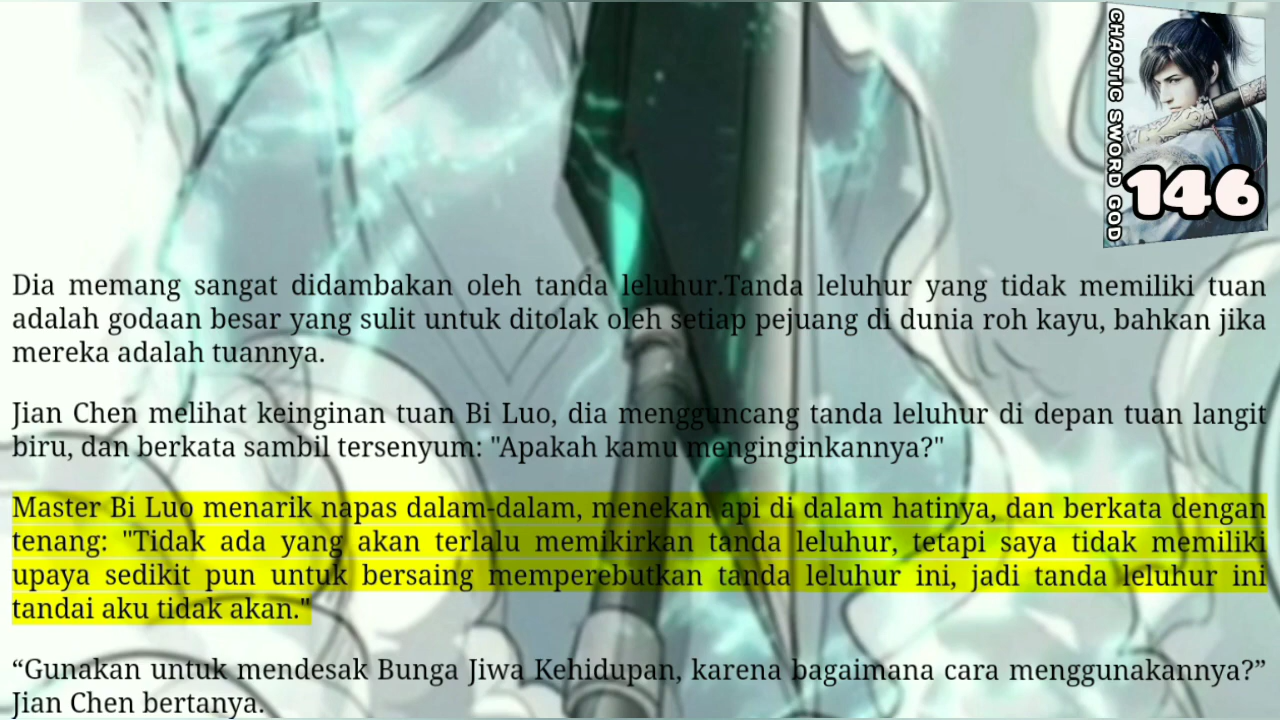 CHAOTIC SWORD GOD
146
Dia memang sangat didambakan oleh tanda leluhur.Tanda leluhur yang tidak memiliki tuan
adalah godaan besar yang sulit untuk ditolak oleh setiap pejuang di dunia roh kayu, bahkan jika
mereka adalah tuannya.
Jian Chen melihat keinginan tuan Bi Luo, dia mengguncang tanda leluhur di depan tuan langit
biru, dan berkata sambil tersenyum: "Apakah kamu menginginkannya?"
Master Bi Luo menarik napas dalam-dalam, menekan api di dalam hatinya, dan berkata dengan
tenang: "Tidak ada yang akan terlalu memikirkan tanda leluhur, tetapi saya tidak memiliki
upaya sedikit pun untuk bersaing memperebutkan tanda leluhur ini, jadi tanda leluhur ini
tandai aku tidak akan."
“Gunakan untuk mendesak Bunga Jiwa Kehidupan, karena bagaimana cara menggunakannya?”
Jian Chen bertanya.